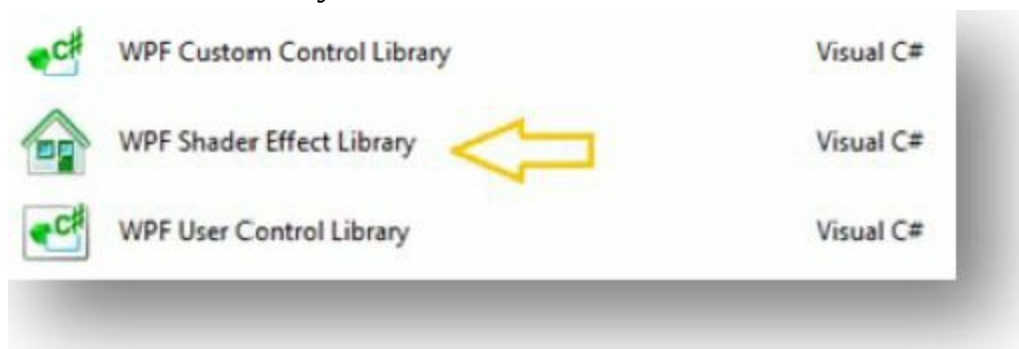 WPF Custom Control Library Visual C#
WPF Shader Effect Library Visual C#
WPF User Control Library Visual C#